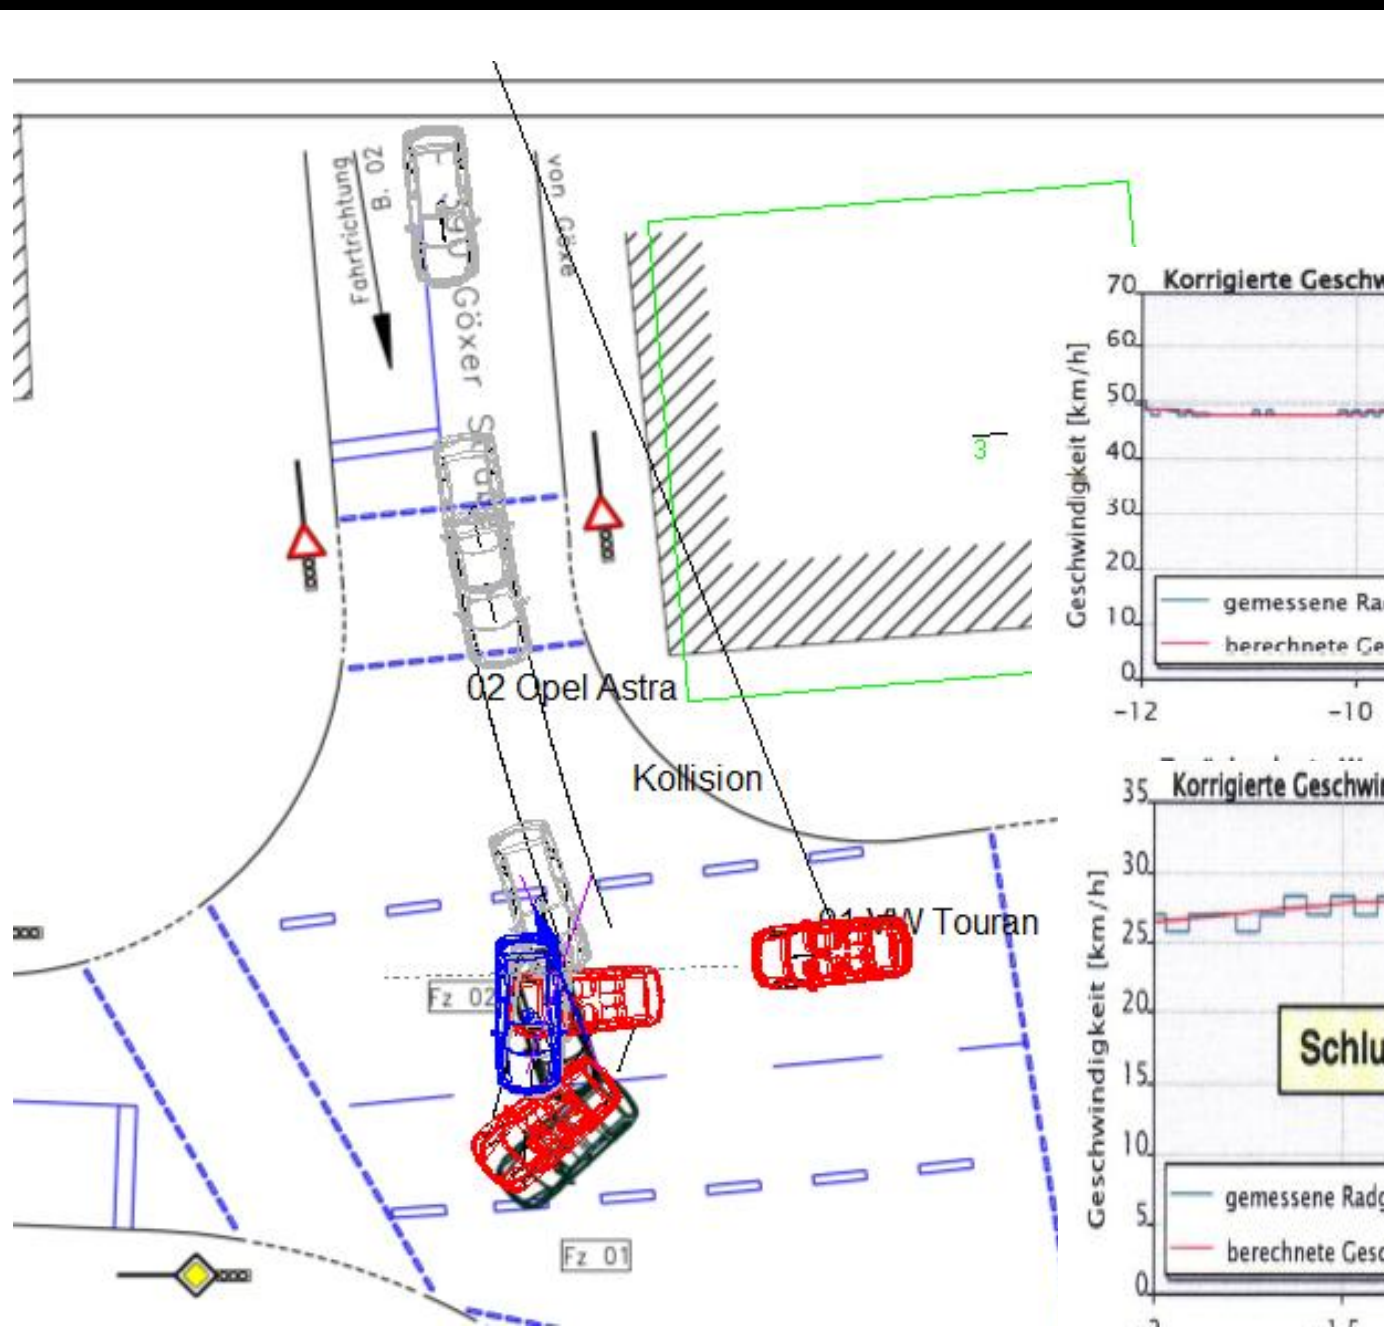 Fahrtrichtung
B. 02
Göxer
von Göxe
3
02 Opel Astra
Kollision
01 VW Touran
Fz 02
Fz 01
Korrigierte Geschw
Geschwindigkeit [km/h]
70
60
50
40
30
20
10
0
gemessene Ra
berechnete Ge
-12
-10
Korrigierte Geschwin
Geschwindigkeit [km/h]
35
30
25
20
15
10
5
0
Schlu
gemessene Radg
berechnete Gesc